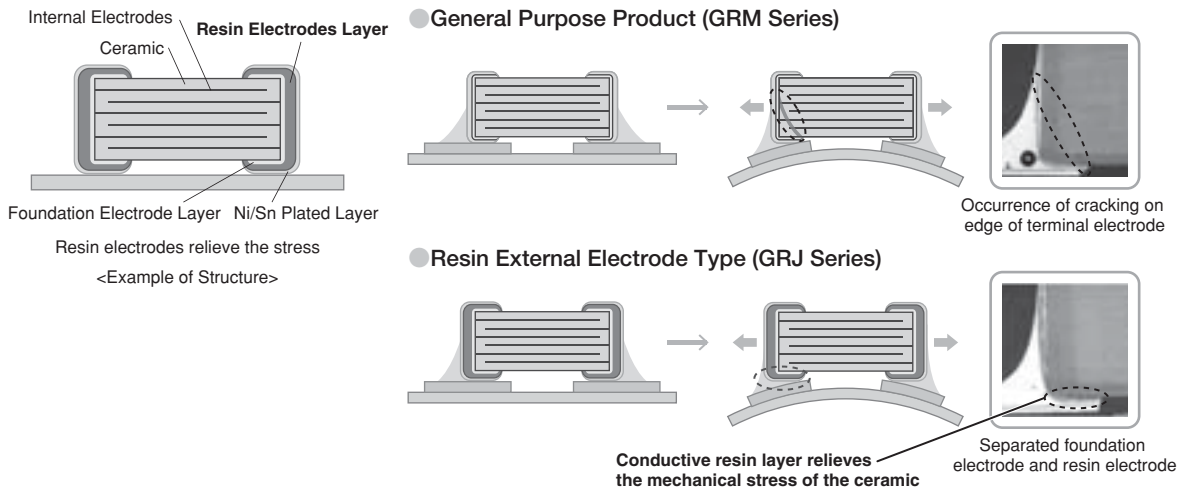 Internal Electrodes
Resin Electrodes Layer
Ceramic
Foundation Electrode Layer
Ni/Sn Plated Layer
Resin electrodes relieve the stress
<Example of Structure>
General Purpose Product (GRM Series)
Occurrence of cracking on
edge of terminal electrode
Resin External Electrode Type (GRJ Series)
Conductive resin layer relieves
the mechanical stress of the ceramic
Separated foundation
electrode and resin electrode